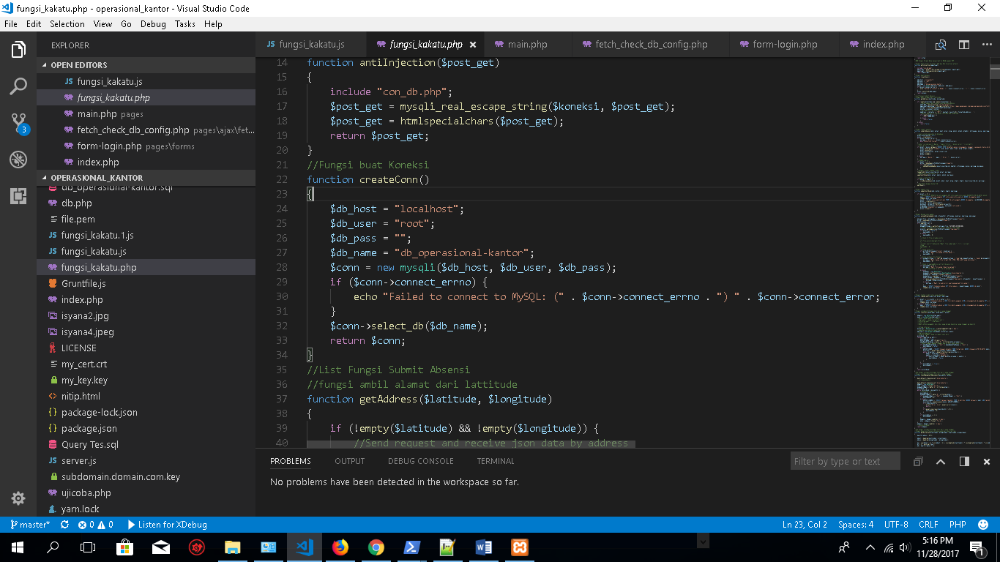 fungsi_kakatu.php - operasional_kantor - Visual Studio Code
File Edit Selection View Go Debug Tasks Help
EXPLORER
OPEN EDITORS
fungsi_kakatu.js
fungsi_kakatu.php
main.php pages
fetch_check_db_config.php pages\ajax\fet...
form-login.php pages\forms
index.php
OPERASIONAL_KANTOR
db_operasional-kantor.sql
db.php
file.pem
fungsi_kakatu.1.js
fungsi_kakatu.js
fungsi_kakatu.php
Gruntfile.js
index.php
isyana2.jpg
isyana4.jpeg
LICENSE
my_cert.crt
my_key.key
nitip.html
package-lock.json
package.json
Query Tes.sql
server.js
subdomain.domain.com.key
ujicoba.php
yarn.lock
3
fungsi_kakatu.js fungsi_kakatu.php main.php fetch_check_db_config.php form-login.php index.php
14 function antiInjection($post_get)
15 {
16 include "con_db.php";
17 $post_get = mysqli_real_escape_string($koneksi, $post_get);
18 $post_get = htmlspecialchars($post_get);
19 return $post_get;
20 }
21 //Fungsi buat Koneksi
22 function createConn()
23 {
24 $db_host = "localhost";
25 $db_user = "root";
26 $db_pass = "";
27 $db_name = "db_operasional-kantor";
28 $conn = new mysqli($db_host, $db_user, $db_pass);
29 if ($conn->connect_errno) {
30 echo "Failed to connect to MySQL: (" . $conn->connect_errno . ") " . $conn->connect_error;
31 }
32 $conn->select_db($db_name);
33 return $conn;
34 }
35 //List Fungsi Submit Absensi
36 //fungsi ambil alamat dari lattitude
37 function getAddress($latitude, $longitude)
38 {
39 if (!empty($latitude) && !empty($longitude)) {
40 //Send request and receive json data by address
PROBLEMS OUTPUT DEBUG CONSOLE TERMINAL
Filter by type or text
No problems have been detected in the workspace so far.
master* 0 0 Listen for XDebug
Ln 23, Col 2 Spaces: 4 UTF-8 CRLF PHP
5:16 PM
11/28/2017
1